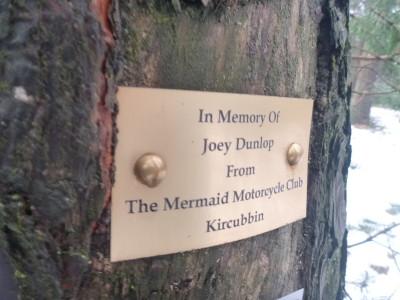 In Memory Of
Joey Dunlop
From
The Mermaid Motorcycle Club
Kircubbin